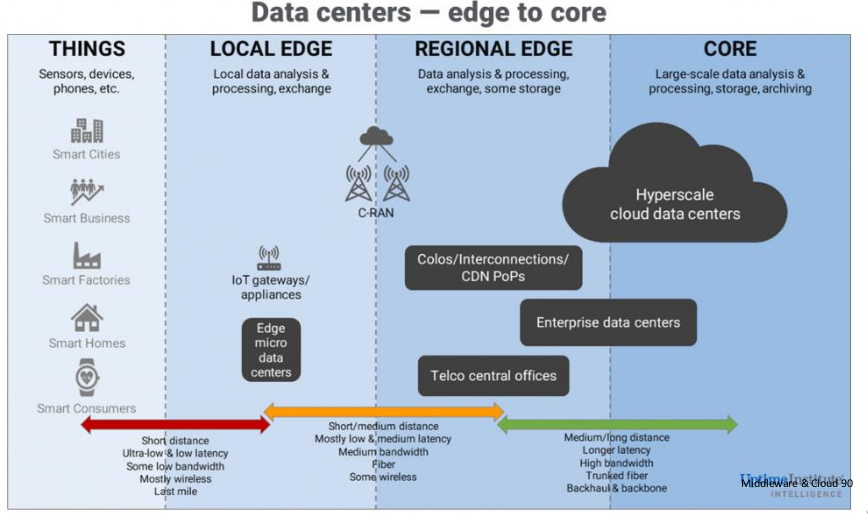 Data centers — edge to core
THINGS
Sensors, devices,
phones, etc.
LOCAL EDGE
Local data analysis &
processing, exchange
REGIONAL EDGE
Data analysis & processing,
exchange, some storage
CORE
Large-scale data analysis &
processing, storage, archiving
Smart Cities
Smart Business
Smart Factories
Smart Homes
Smart Consumers
C-RAN
IoT gateways/
appliances
Edge
micro
data
centers
Hyperscale
cloud data centers
Colos/Interconnections/
CDN PoPs
Enterprise data centers
Telco central offices
Short distance
Ultra-low & low latency
Some low bandwidth
Mostly wireless
Last mile
Short/medium distance
Mostly low & medium latency
Medium bandwidth
Fiber
Some wireless
Medium/long distance
Longer latency
High bandwidth
Trunked fiber
Backhaul & backbone
UptimeInstitute®
INTELLIGENCE
Middleware & Cloud 90